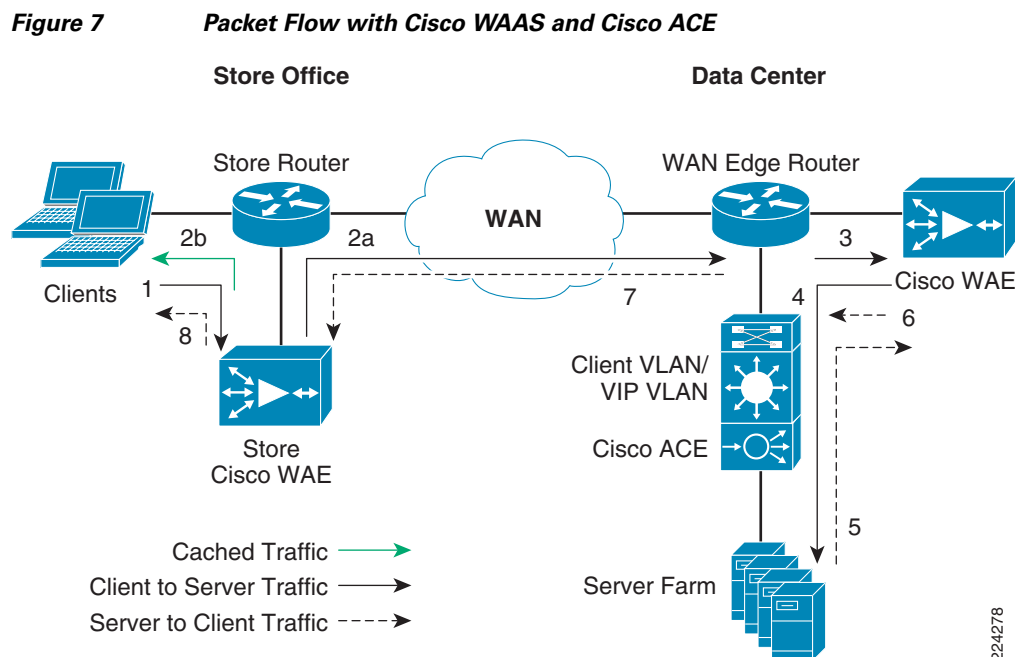 Figure 7 Packet Flow with Cisco WAAS and Cisco ACE
Store Office
Data Center
Store Router
WAN Edge Router
WAN
2b
2a
3
Clients
1
Cisco WAE
7
4
6
8
Client VLAN/
VIP VLAN
Store
Cisco WAE
Cisco ACE
5
Cached Traffic
Client to Server Traffic
Server to Client Traffic
Server Farm
224278